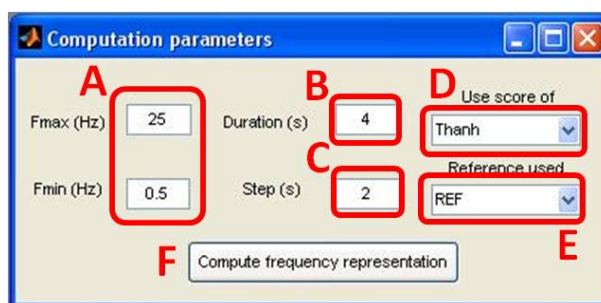 Computation parameters
A B D
Use score of
Fmax (Hz) 25 Duration (s) 4 Thanh
C Reference used
Fmin (Hz) 0.5 Step (s) 2 REF
F Compute frequency representation E